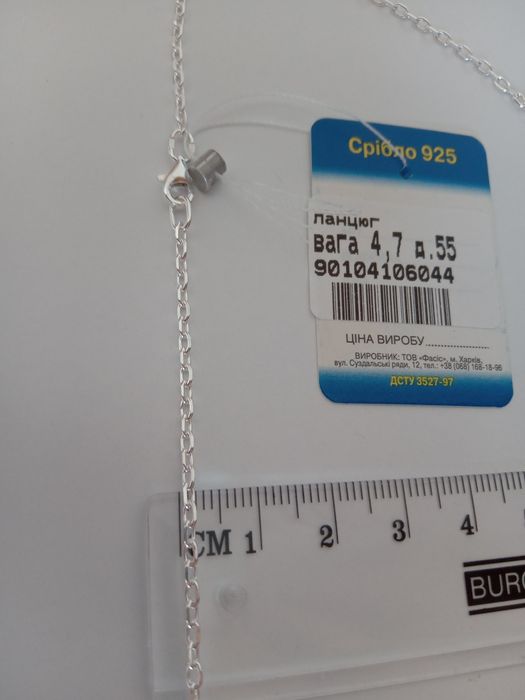 Срібло 925
ланцюг
вага 4,7 д.55
90104106044
ЦІНА ВИРОБУ
ВИРОБНИК: ТОВ «Фасіс», м. Харків,
вул. Суздальські ряди, 12, тел.: +38 (068) 168-18-96
ДСТУ 3527-97
CM 1 2 3 4
BURO